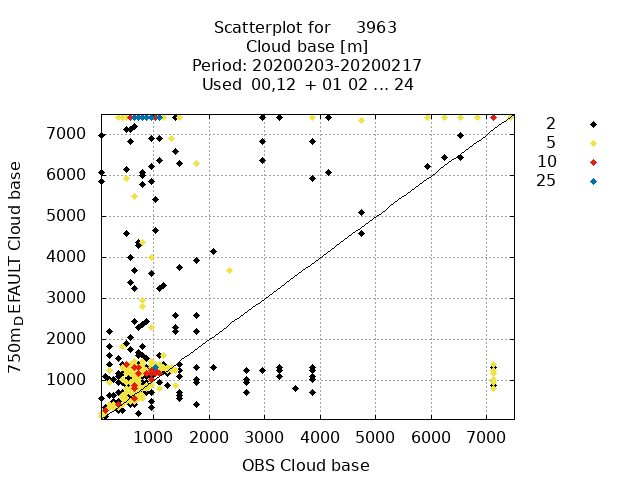 Scatterplot for 3963
Cloud base [m]
Period: 20200203-20200217
Used 00,12 + 01 02 ... 24
2
5
10
25
7000
6000
5000
4000
3000
2000
1000
750mDEFAULT Cloud base
1000 2000 3000 4000 5000 6000 7000
OBS Cloud base